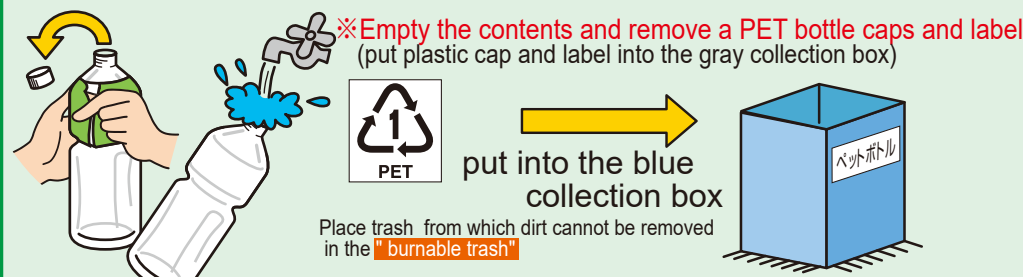 ※Empty the contents and remove a PET bottle caps and label
(put plastic cap and label into the gray collection box)
1
PET
put into the blue
collection box
ペットボトル
Place trash from which dirt cannot be removed
in the " burnable trash"